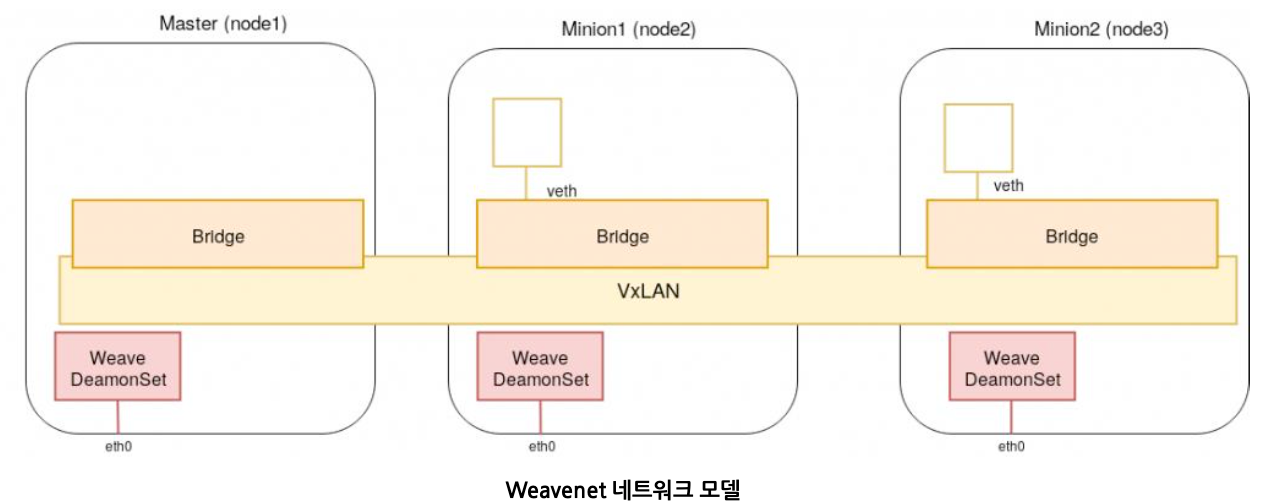 Master (node1)
Minion1 (node2)
Minion2 (node3)
veth
veth
Bridge
Bridge
Bridge
VxLAN
Weave
DeamonSet
Weave
DeamonSet
Weave
DeamonSet
eth0
eth0
eth0
Weavenet 네트워크 모델